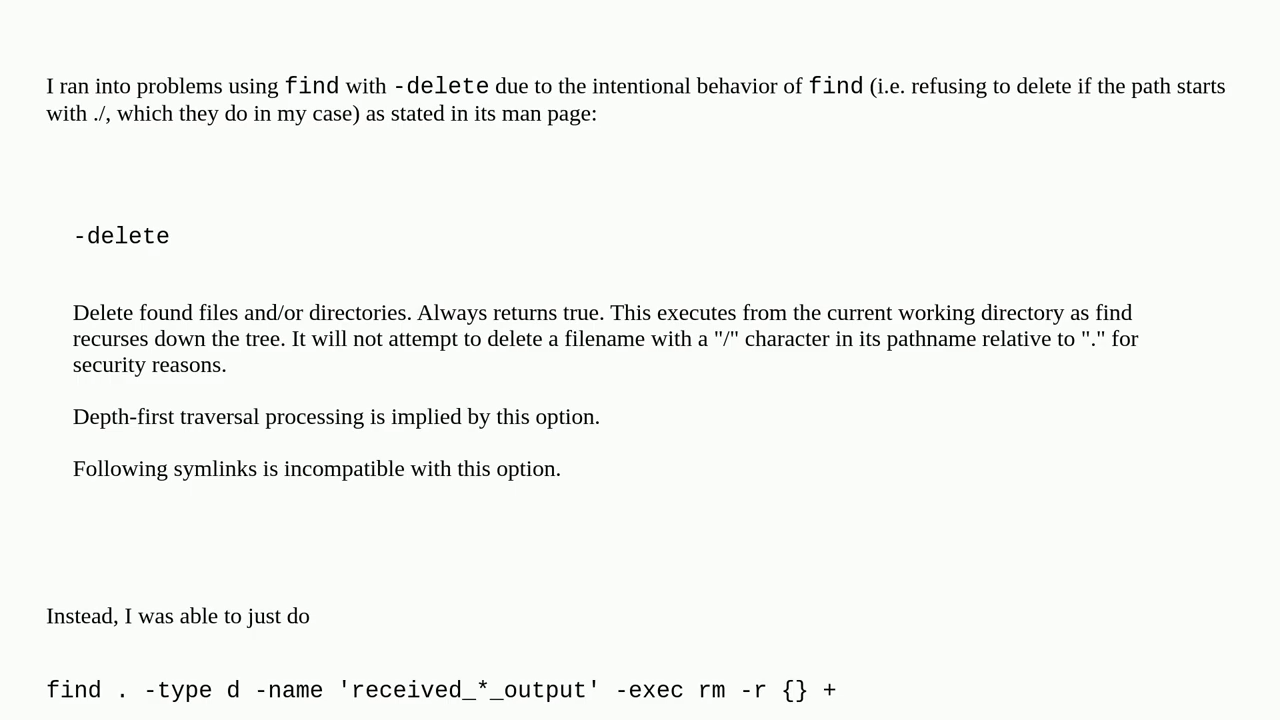 I ran into problems using find with -delete due to the intentional behavior of find (i.e. refusing to delete if the path starts
with ./, which they do in my case) as stated in its man page:
-delete
Delete found files and/or directories. Always returns true. This executes from the current working directory as find
recurses down the tree. It will not attempt to delete a filename with a "/" character in its pathname relative to "." for
security reasons.
Depth-first traversal processing is implied by this option.
Following symlinks is incompatible with this option.
Instead, I was able to just do
find . -type d -name 'received_*_output' -exec rm -r {} +